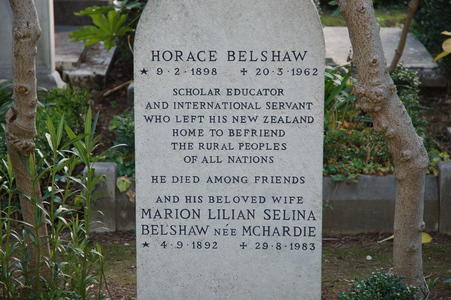 HORACE BELSHAW
★ 9·2·1898 ✢ 20·3·1962
SCHOLAR EDUCATOR
AND INTERNATIONAL SERVANT
WHO LEFT HIS NEW ZEALAND
HOME TO BEFRIEND
THE RURAL PEOPLES
OF ALL NATIONS
HE DIED AMONG FRIENDS
AND HIS BELOVED WIFE
MARION LILIAN SELINA
BELSHAW NÉE MCHARDIE
★ 4·9·1892 ✢ 29·8·1983